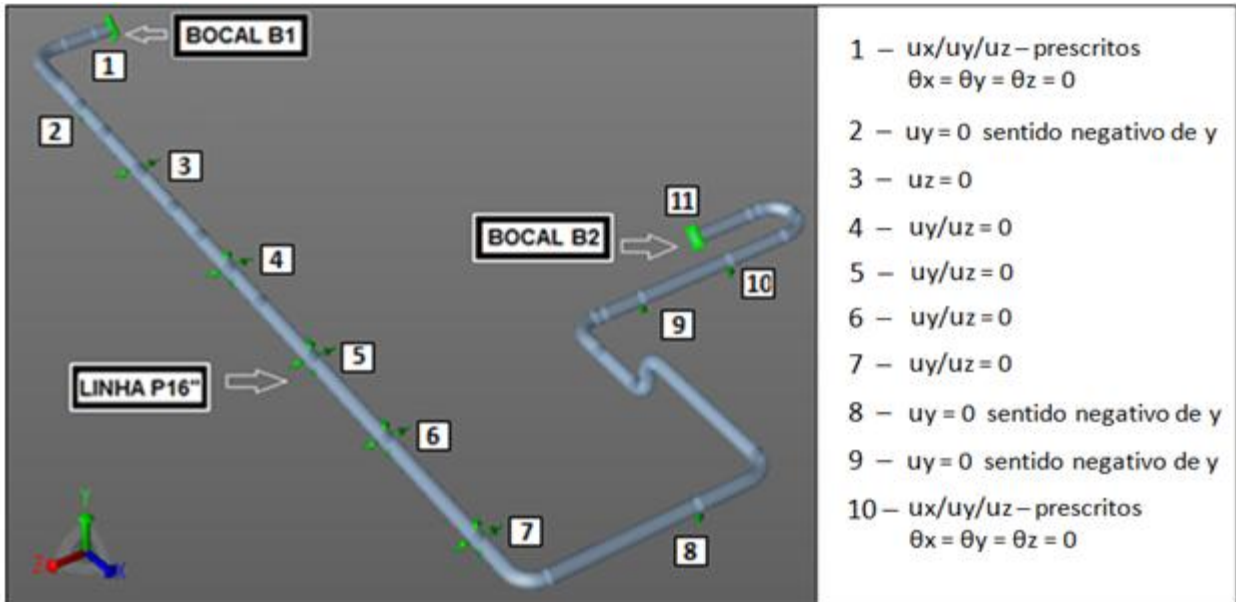 BOCAL B1
1
2
3
4
11
BOCAL B2
10
9
5
LINHA P16"
6
7
8
Y
Z
X
1 – ux/uy/uz – prescritos
θx = θy = θz = 0
2 – uy = 0 sentido negativo de y
3 – uz = 0
4 – uy/uz = 0
5 – uy/uz = 0
6 – uy/uz = 0
7 – uy/uz = 0
8 – uy = 0 sentido negativo de y
9 – uy = 0 sentido negativo de y
10 – ux/uy/uz – prescritos
θx = θy = θz = 0